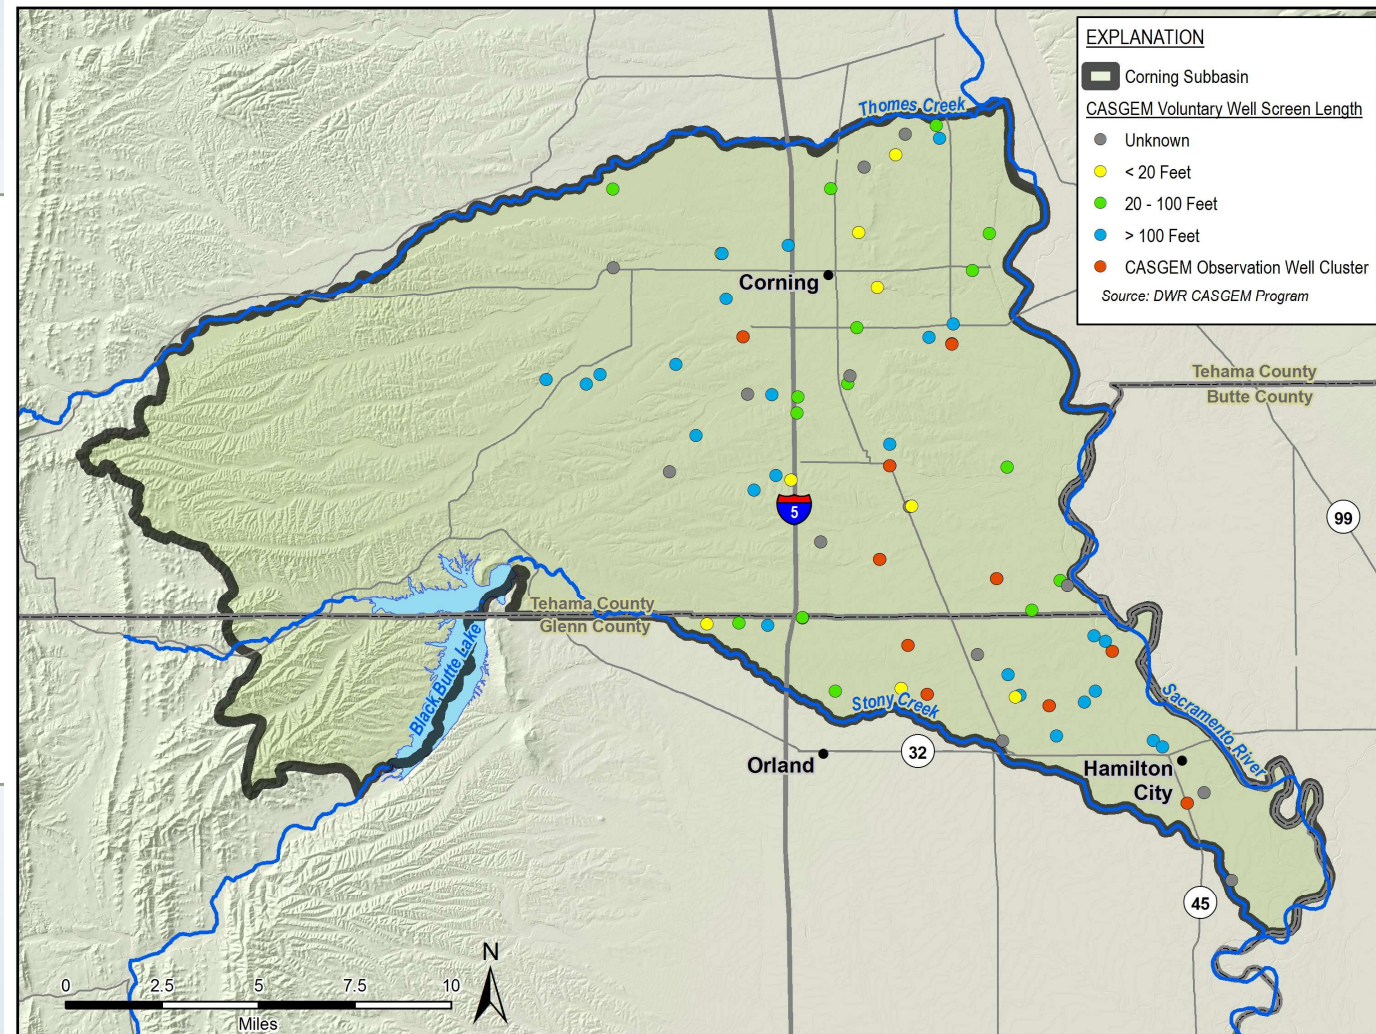 EXPLANATION
Corning Subbasin
CASGEM Voluntary Well Screen Length
Unknown
< 20 Feet
20 - 100 Feet
> 100 Feet
CASGEM Observation Well Cluster
Source: DWR CASGEM Program
Thomes Creek
Corning
Tehama County
Butte County
5
99
Tehama County
Glenn County
Black Butte Lake
Stony Creek
Sacramento River
32
Orland
Hamilton
City
45
N
0 2.5 5 7.5 10
Miles